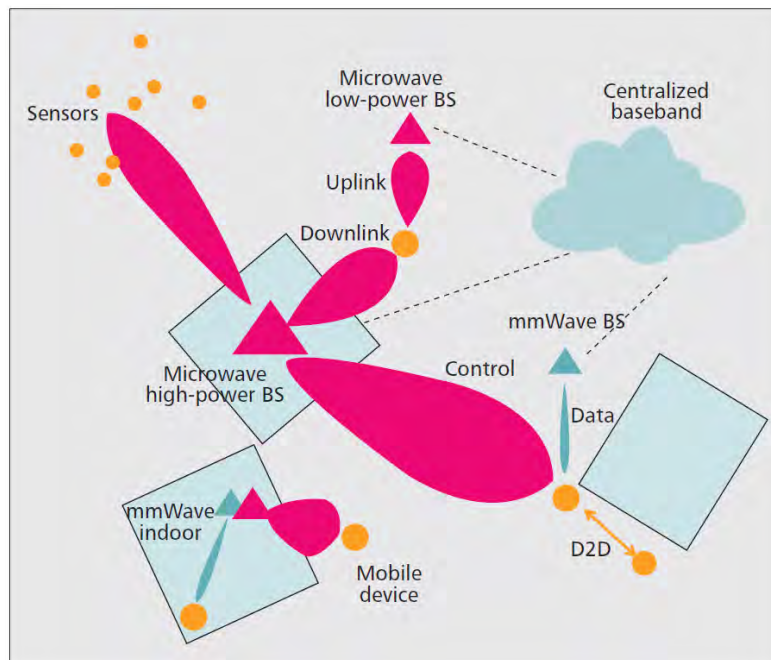 Microwave
low-power BS
Centralized
baseband
Sensors
Uplink
Downlink
mmWave BS
Microwave
high-power BS
Control
Data
mmWave
indoor
D2D
Mobile
device